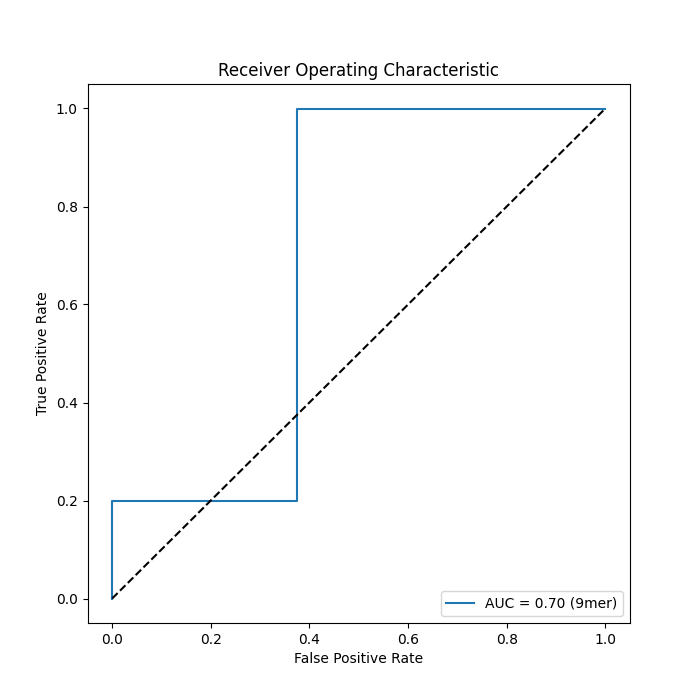 Receiver Operating Characteristic
1.0
0.8
0.6
0.4
0.2
0.0
True Positive Rate
AUC = 0.70 (9mer)
0.0 0.2 0.4 0.6 0.8 1.0
False Positive Rate